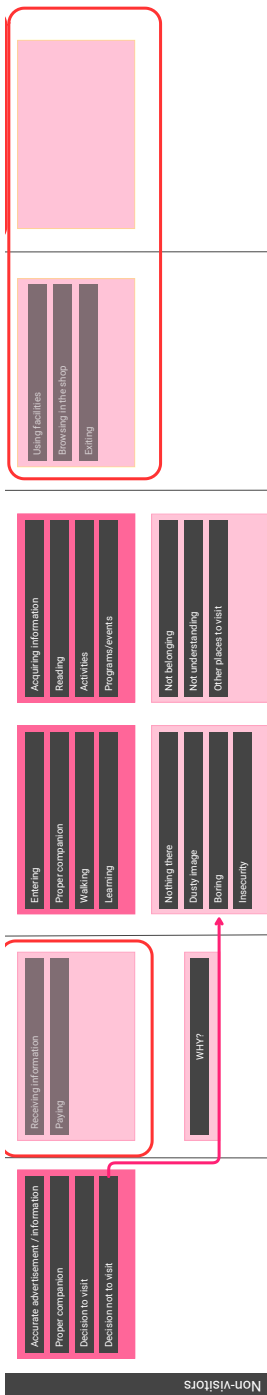 Accurate advertisement / information
Proper companion
Decision to visit
Decision not to visit
Receiving information
Paying
Entering
Proper companion
Walking
Learning
Acquiring information
Reading
Activities
Programs/events
Using facilities
Browsing in the shop
Exiting
Non-visitors
WHY?
Nothing there
Dusty image
Boring
Insecurity
Not belonging
Not understanding
Other places to visit